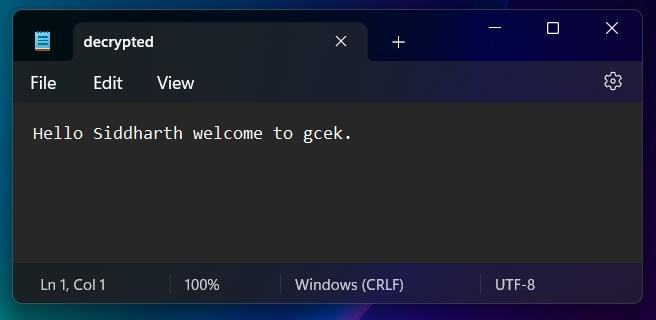 decrypted
File Edit View
Hello Siddharth welcome to gcek.
Ln 1, Col 1 100% Windows (CRLF) UTF-8